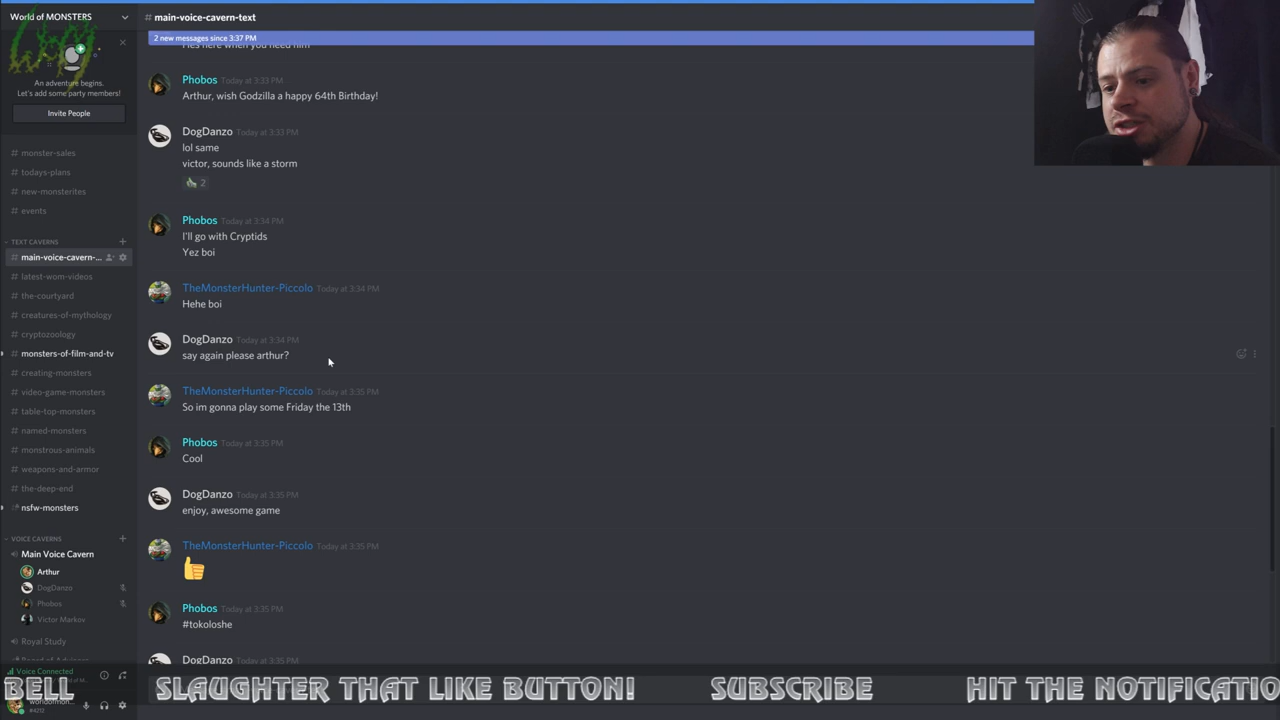 World of MONSTERS
An adventure begins.
Let's add some party members!
Invite People
# monster-sales
# todays-plans
# new-monsterites
# events
TEXT CAVERNS
# main-voice-cavern-...
# latest-wom-videos
# the-courtyard
# creatures-of-mythology
# cryptozoology
# monsters-of-film-and-tv
# creating-monsters
# video-game-monsters
# table-top-monsters
# named-monsters
# monstrous-animals
# weapons-and-armor
# the-deep-end
nsfw-monsters
VOICE CAVERNS
Main Voice Cavern
Arthur
DogDanzo
Phobos
Victor Markov
Royal Study
Voice Connected
#4212
# main-voice-cavern-text
2 new messages since 3:37 PM
Hes here when you need him
Phobos Today at 3:33 PM
Arthur, wish Godzilla a happy 64th Birthday!
DogDanzo Today at 3:33 PM
lol same
victor, sounds like a storm
2
Phobos Today at 3:34 PM
I'll go with Cryptids
Yez boi
TheMonsterHunter-Piccolo Today at 3:34 PM
Hehe boi
DogDanzo Today at 3:34 PM
say again please arthur?
TheMonsterHunter-Piccolo Today at 3:35 PM
So im gonna play some Friday the 13th
Phobos Today at 3:35 PM
Cool
DogDanzo Today at 3:35 PM
enjoy, awesome game
TheMonsterHunter-Piccolo Today at 3:35 PM
Phobos Today at 3:35 PM
#tokoloshe
DogDanzo Today at 3:35 PM
BELL SLAUGHTER THAT LIKE BUTTON! SUBSCRIBE HIT THE NOTIFICATIO